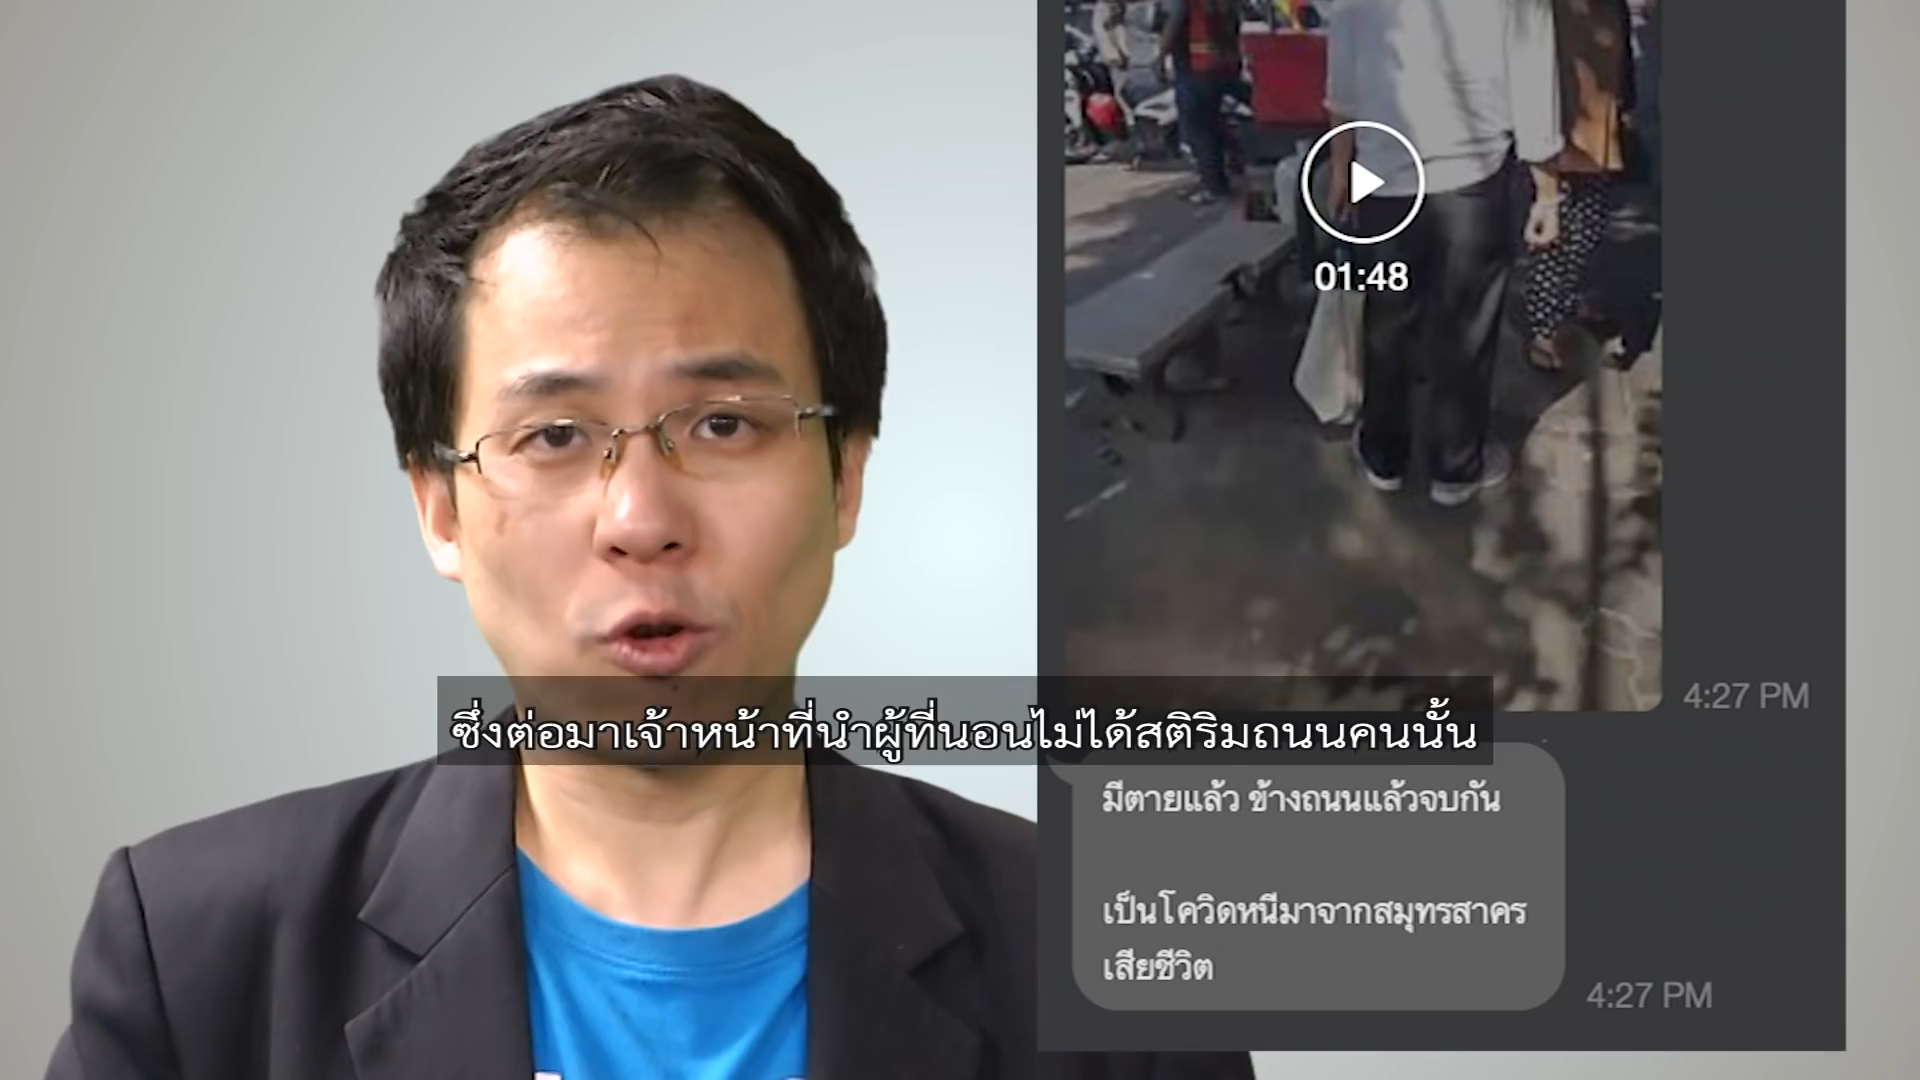 01:48
4:27 PM
ซึ่งต่อมาเจ้าหน้าที่นำผู้ที่นอนไม่ได้สติริมถนนคนนั้น
มีตายแล้ว ข้างถนนแล้วจบกัน
เป็นโควิดหนีมาจากสมุทรสาคร
เสียชีวิต
4:27 PM